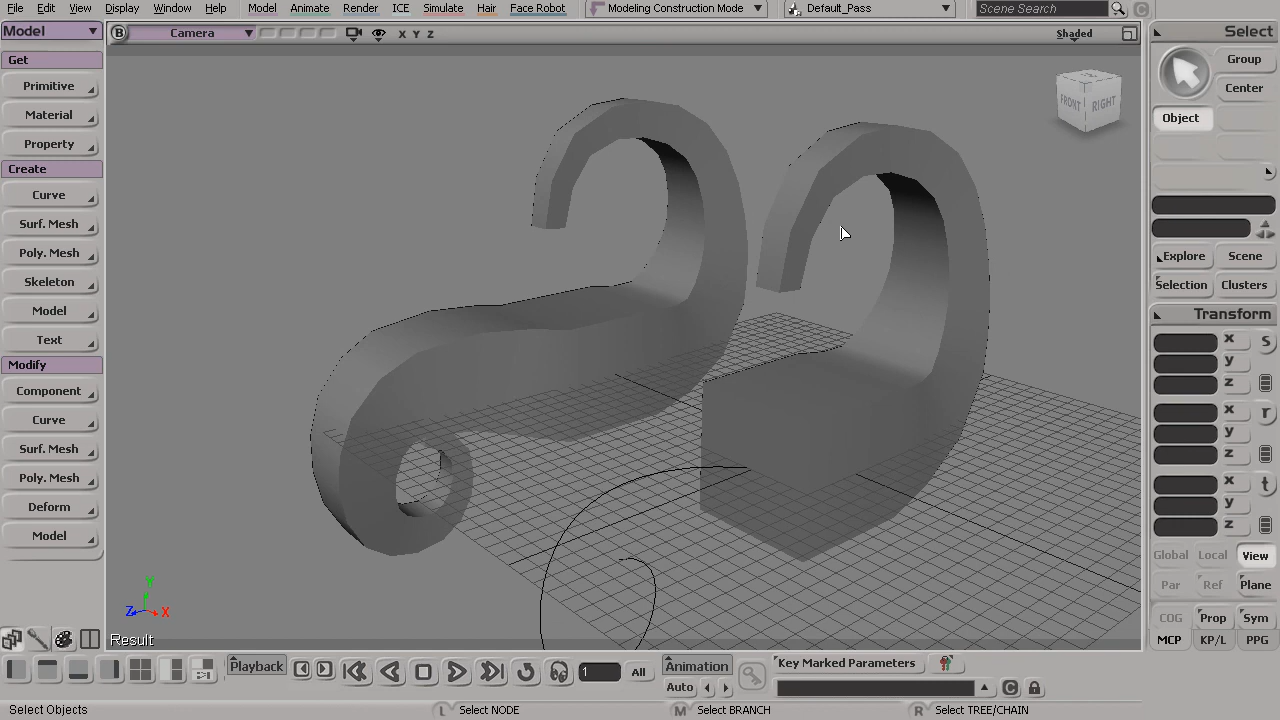 File Edit View Display Window Help Model Animate Render ICE Simulate Hair Face Robot Modeling Construction Mode Default_Pass Scene Search C
Model
B Camera X Y Z Shaded
Select
Get
Primitive
Material
Property
Create
Curve
Surf. Mesh
Poly. Mesh
Skeleton
Model
Text
Modify
Component
Curve
Surf. Mesh
Poly. Mesh
Deform
Model
FRONT RIGHT
Group
Center
Object
Explore Scene
Selection Clusters
Transform
x s
y
z
x r
y
z
x t
y
z
Global Local View
Par Ref Plane
COG Prop Sym
MCP KP/L PPG
Y
Z X
Result
Playback 1 All Animation Key Marked Parameters
Auto C
Select Objects L Select NODE M Select BRANCH R Select TREE/CHAIN